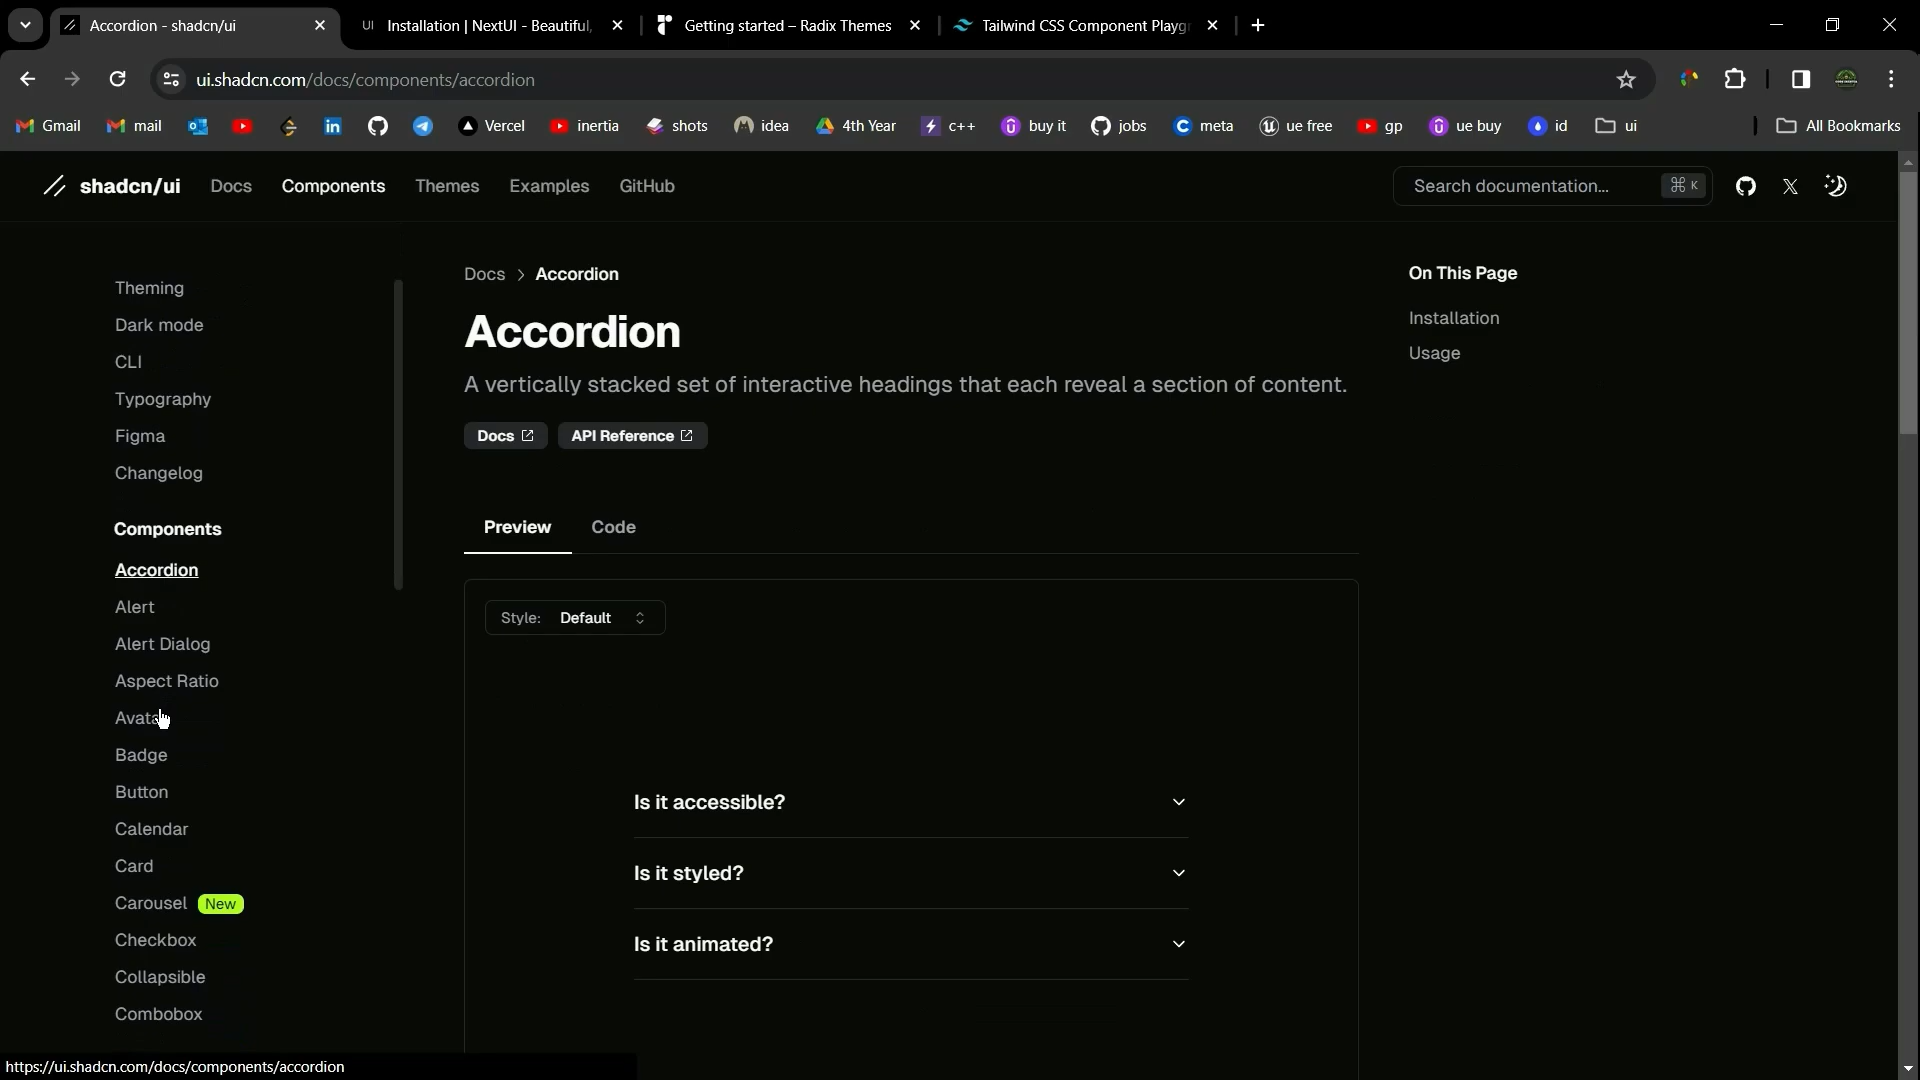 Accordion - shadcn/ui
UI Installation | NextUI - Beautiful,
Getting started – Radix Themes
Tailwind CSS Component Playg
ui.shadcn.com/docs/components/accordion
Gmail mail Vercel inertia shots idea 4th Year c++ buy it jobs meta ue free gp ue buy id ui All Bookmarks
shadcn/ui Docs Components Themes Examples GitHub Search documentation... ⌘ K
Theming
Dark mode
CLI
Typography
Figma
Changelog
Components
Accordion
Alert
Alert Dialog
Aspect Ratio
Avata
Badge
Button
Calendar
Card
Carousel New
Checkbox
Collapsible
Combobox
Docs > Accordion
Accordion
A vertically stacked set of interactive headings that each reveal a section of content.
Docs API Reference
Preview Code
Style: Default
Is it accessible?
Is it styled?
Is it animated?
On This Page
Installation
Usage
https://ui.shadcn.com/docs/components/accordion